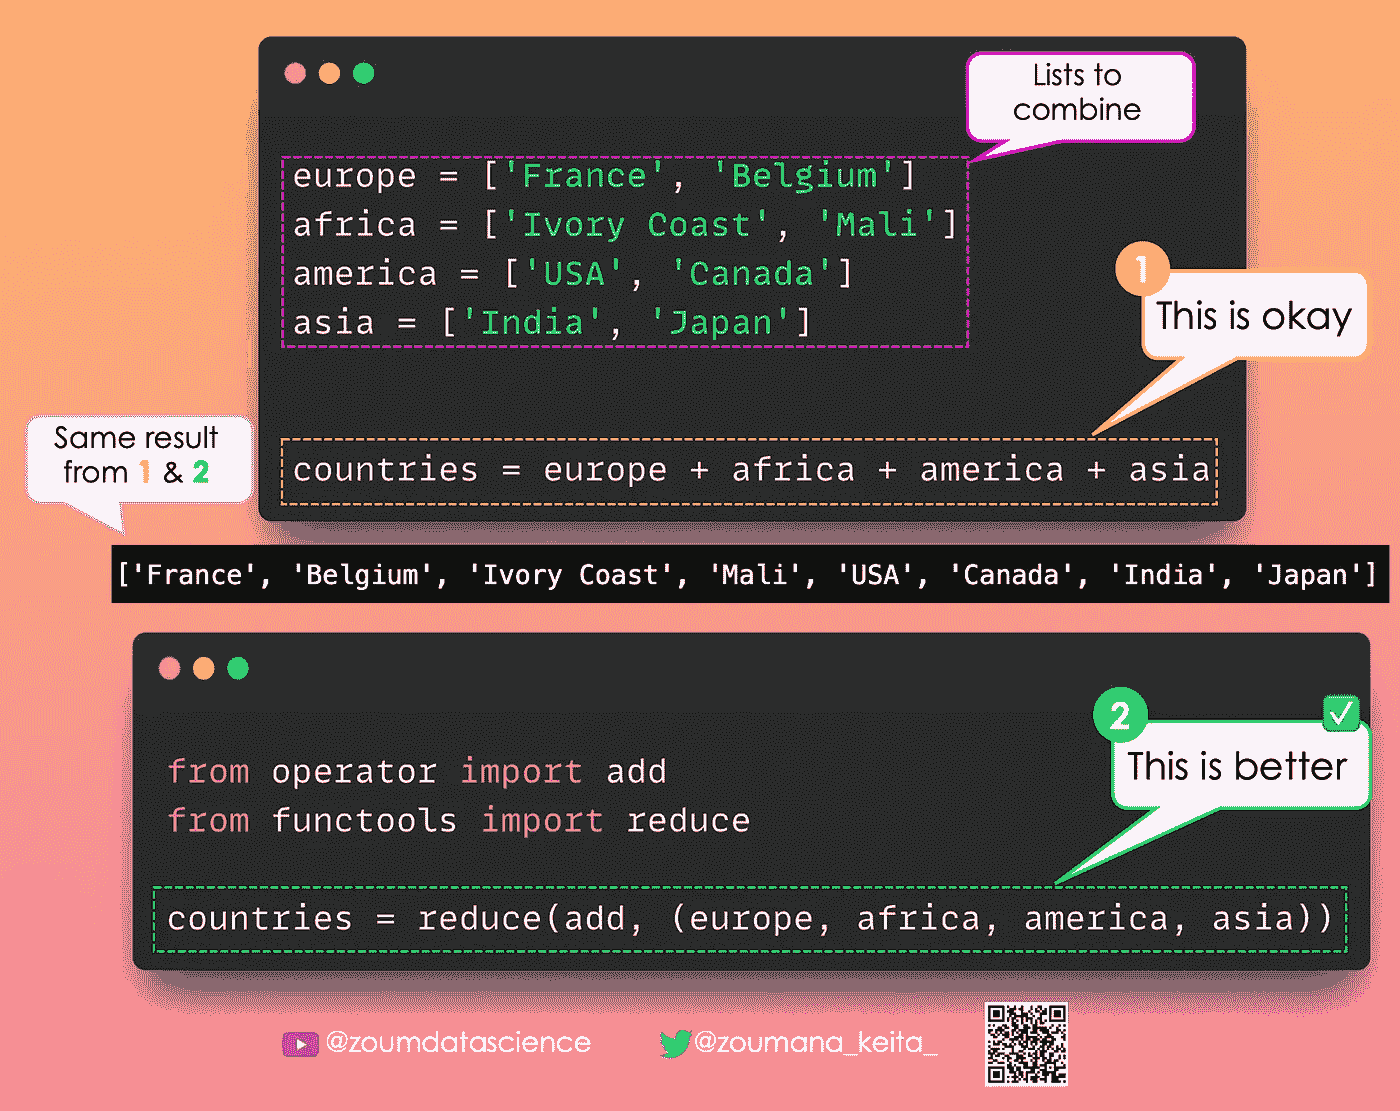 Lists to
combine
europe = ['France', 'Belgium']
africa = ['Ivory Coast', 'Mali']
america = ['USA', 'Canada']
asia = ['India', 'Japan']
1
This is okay
Same result
from 1 & 2
countries = europe + africa + america + asia
['France', 'Belgium', 'Ivory Coast', 'Mali', 'USA', 'Canada', 'India', 'Japan']
2
This is better
from operator import add
from functools import reduce
countries = reduce(add, (europe, africa, america, asia))
@zoumdatascience
@zoumana_keita_